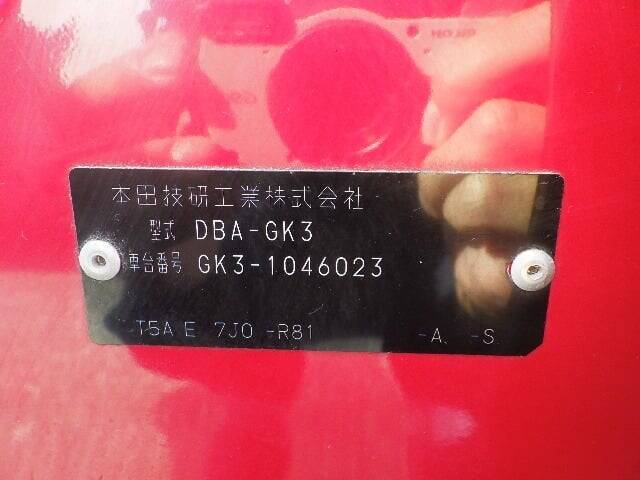 本田技研工業株式会社
型式 DBA-GK3
車台番号 GK3-1046023
T5A E 7J0 -R81 -A. -S